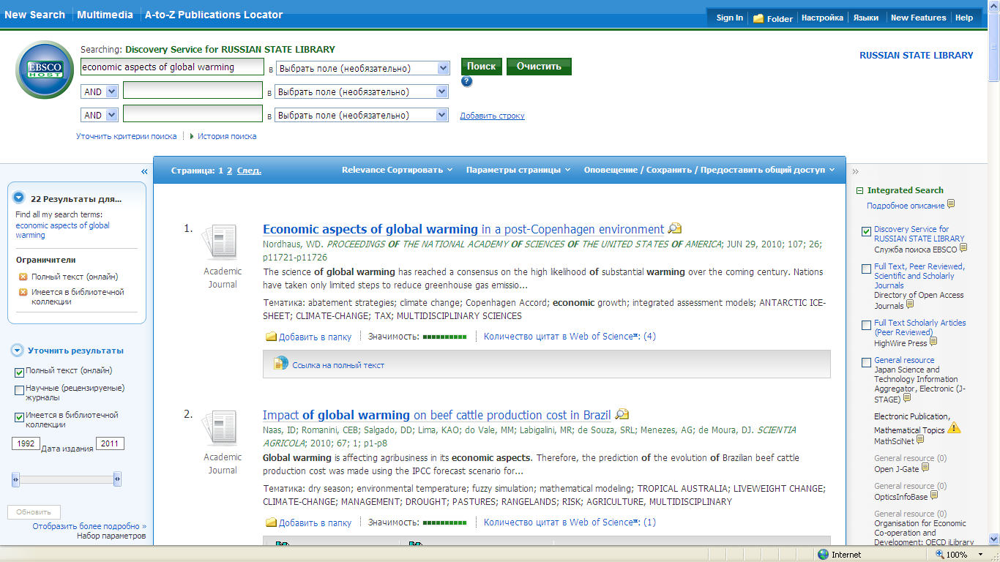 New Search
Multimedia
A-to-Z Publications Locator
Sign In
Folder
Настройка
Языки
New Features
Help
Searching: Discovery Service for RUSSIAN STATE LIBRARY
RUSSIAN STATE LIBRARY
EBSCO
HOST
economic aspects of global warming
в
Выбрать поле (необязательно)
Поиск
Очистить
?
AND
в
Выбрать поле (необязательно)
AND
в
Выбрать поле (необязательно)
Добавить строку
Уточнить критерии поиска
История поиска
«
22 Результаты для...
Find all my search terms:
economic aspects of global
warming
Ограничители
Полный текст (онлайн)
Имеется в библиотечной
коллекции
Уточнить результаты
Полный текст (онлайн)
Научные (рецензируемые)
журналы
Имеется в библиотечной
коллекции
1992
Дата издания
2011
Обновить
Отобразить более подробно »
Набор параметров
Страница: 1 2 След.
Relevance Сортировать
Параметры страницы
Оповещение / Сохранить / Предоставить общий доступ
1.
Academic
Journal
Economic aspects of global warming in a post-Copenhagen environment
Nordhaus, WD. PROCEEDINGS OF THE NATIONAL ACADEMY OF SCIENCES OF THE UNITED STATES OF AMERICA; JUN 29, 2010; 107; 26;
p11721-p11726
The science of global warming has reached a consensus on the high likelihood of substantial warming over the coming century. Nations
have taken only limited steps to reduce greenhouse gas emissio...
Тематика: abatement strategies; climate change; Copenhagen Accord; economic growth; integrated assessment models; ANTARCTIC ICE-
SHEET; CLIMATE-CHANGE; TAX; MULTIDISCIPLINARY SCIENCES
Добавить в папку
Значимость:
Количество цитат в Web of Science℠: (4)
Ссылка на полный текст
2.
Academic
Journal
Impact of global warming on beef cattle production cost in Brazil
Naas, ID; Romanini, CEB; Salgado, DD; Lima, KAO; do Vale, MM; Labigalini, MR; de Souza, SRL; Menezes, AG; de Moura, DJ. SCIENTIA
AGRICOLA; 2010; 67; 1; p1-p8
Global warming is affecting agribusiness in its economic aspects. Therefore, the prediction of the evolution of Brazilian beef cattle
production cost was made using the IPCC forecast scenario for...
Тематика: dry season; environmental temperature; fuzzy simulation; mathematical modeling; TROPICAL AUSTRALIA; LIVEWEIGHT CHANGE;
CLIMATE-CHANGE; MANAGEMENT; DROUGHT; PASTURES; RANGELANDS; RISK; AGRICULTURE, MULTIDISCIPLINARY
Добавить в папку
Значимость:
Количество цитат в Web of Science℠: (1)
»
Integrated Search
Подробное описание
Discovery Service for
RUSSIAN STATE LIBRARY
Служба поиска EBSCO
Full Text, Peer Reviewed,
Scientific and Scholarly
Journals
Directory of Open Access
Journals
Full Text Scholarly Articles
(Peer Reviewed)
HighWire Press
General resource
Japan Science and
Technology Information
Aggregator, Electronic (J-
STAGE)
Electronic Publication,
Mathematical Topics
MathSciNet
General resource (0)
Open J-Gate
General resource (0)
OpticsInfoBase
General resource (0)
Organisation for Economic
Co-operation and
Development: OECD iLibrary
Internet
100%